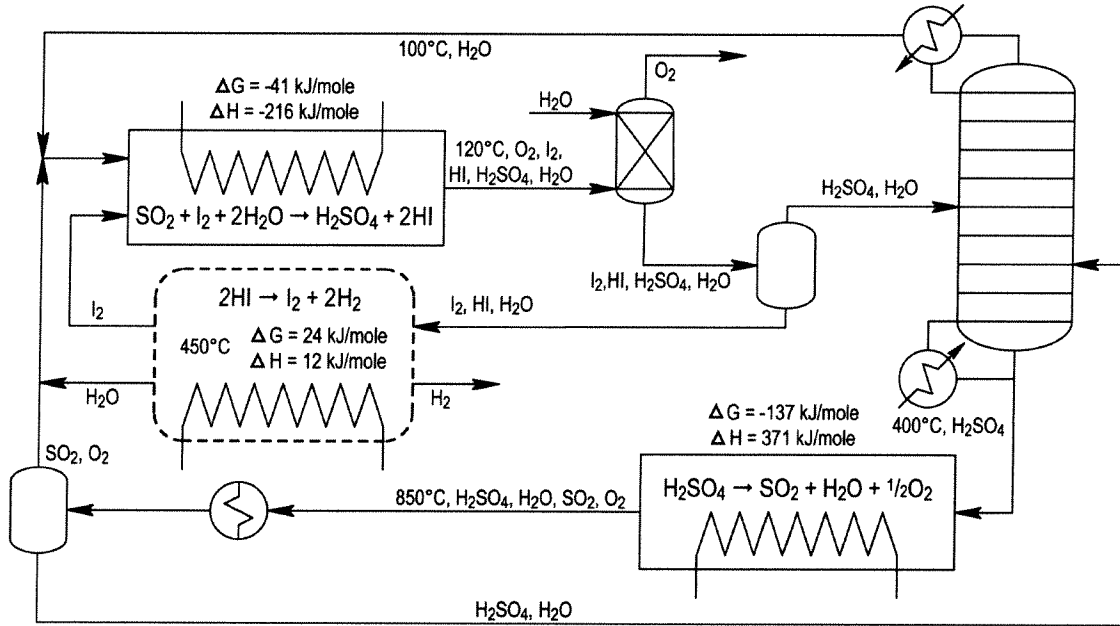 100°C, H₂O
ΔG = -41 kJ/mole
ΔH = -216 kJ/mole
O₂
H₂O
120°C, O₂, I₂,
HI, H₂SO₄, H₂O
SO₂ + I₂ + 2H₂O → H₂SO₄ + 2HI
H₂SO₄, H₂O
I₂,HI, H₂SO₄, H₂O
2HI → I₂ + 2H₂
I₂
I₂, HI, H₂O
450°C
ΔG = 24 kJ/mole
ΔH = 12 kJ/mole
H₂O
H₂
ΔG = -137 kJ/mole
ΔH = 371 kJ/mole
400°C, H₂SO₄
SO₂, O₂
850°C, H₂SO₄, H₂O, SO₂, O₂
H₂SO₄ → SO₂ + H₂O + 1/2O₂
H₂SO₄, H₂O